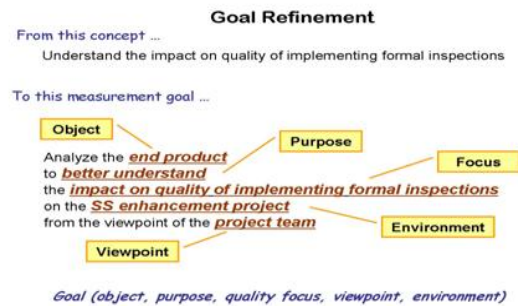 Goal Refinement
From this concept ...
Understand the impact on quality of implementing formal inspections
To this measurement goal ...
Object
Purpose
Analyze the end product
Focus
to better understand
the impact on quality of implementing formal inspections
on the SS enhancement project
Environment
from the viewpoint of the project team
Viewpoint
Goal (object, purpose, quality focus, viewpoint, environment)